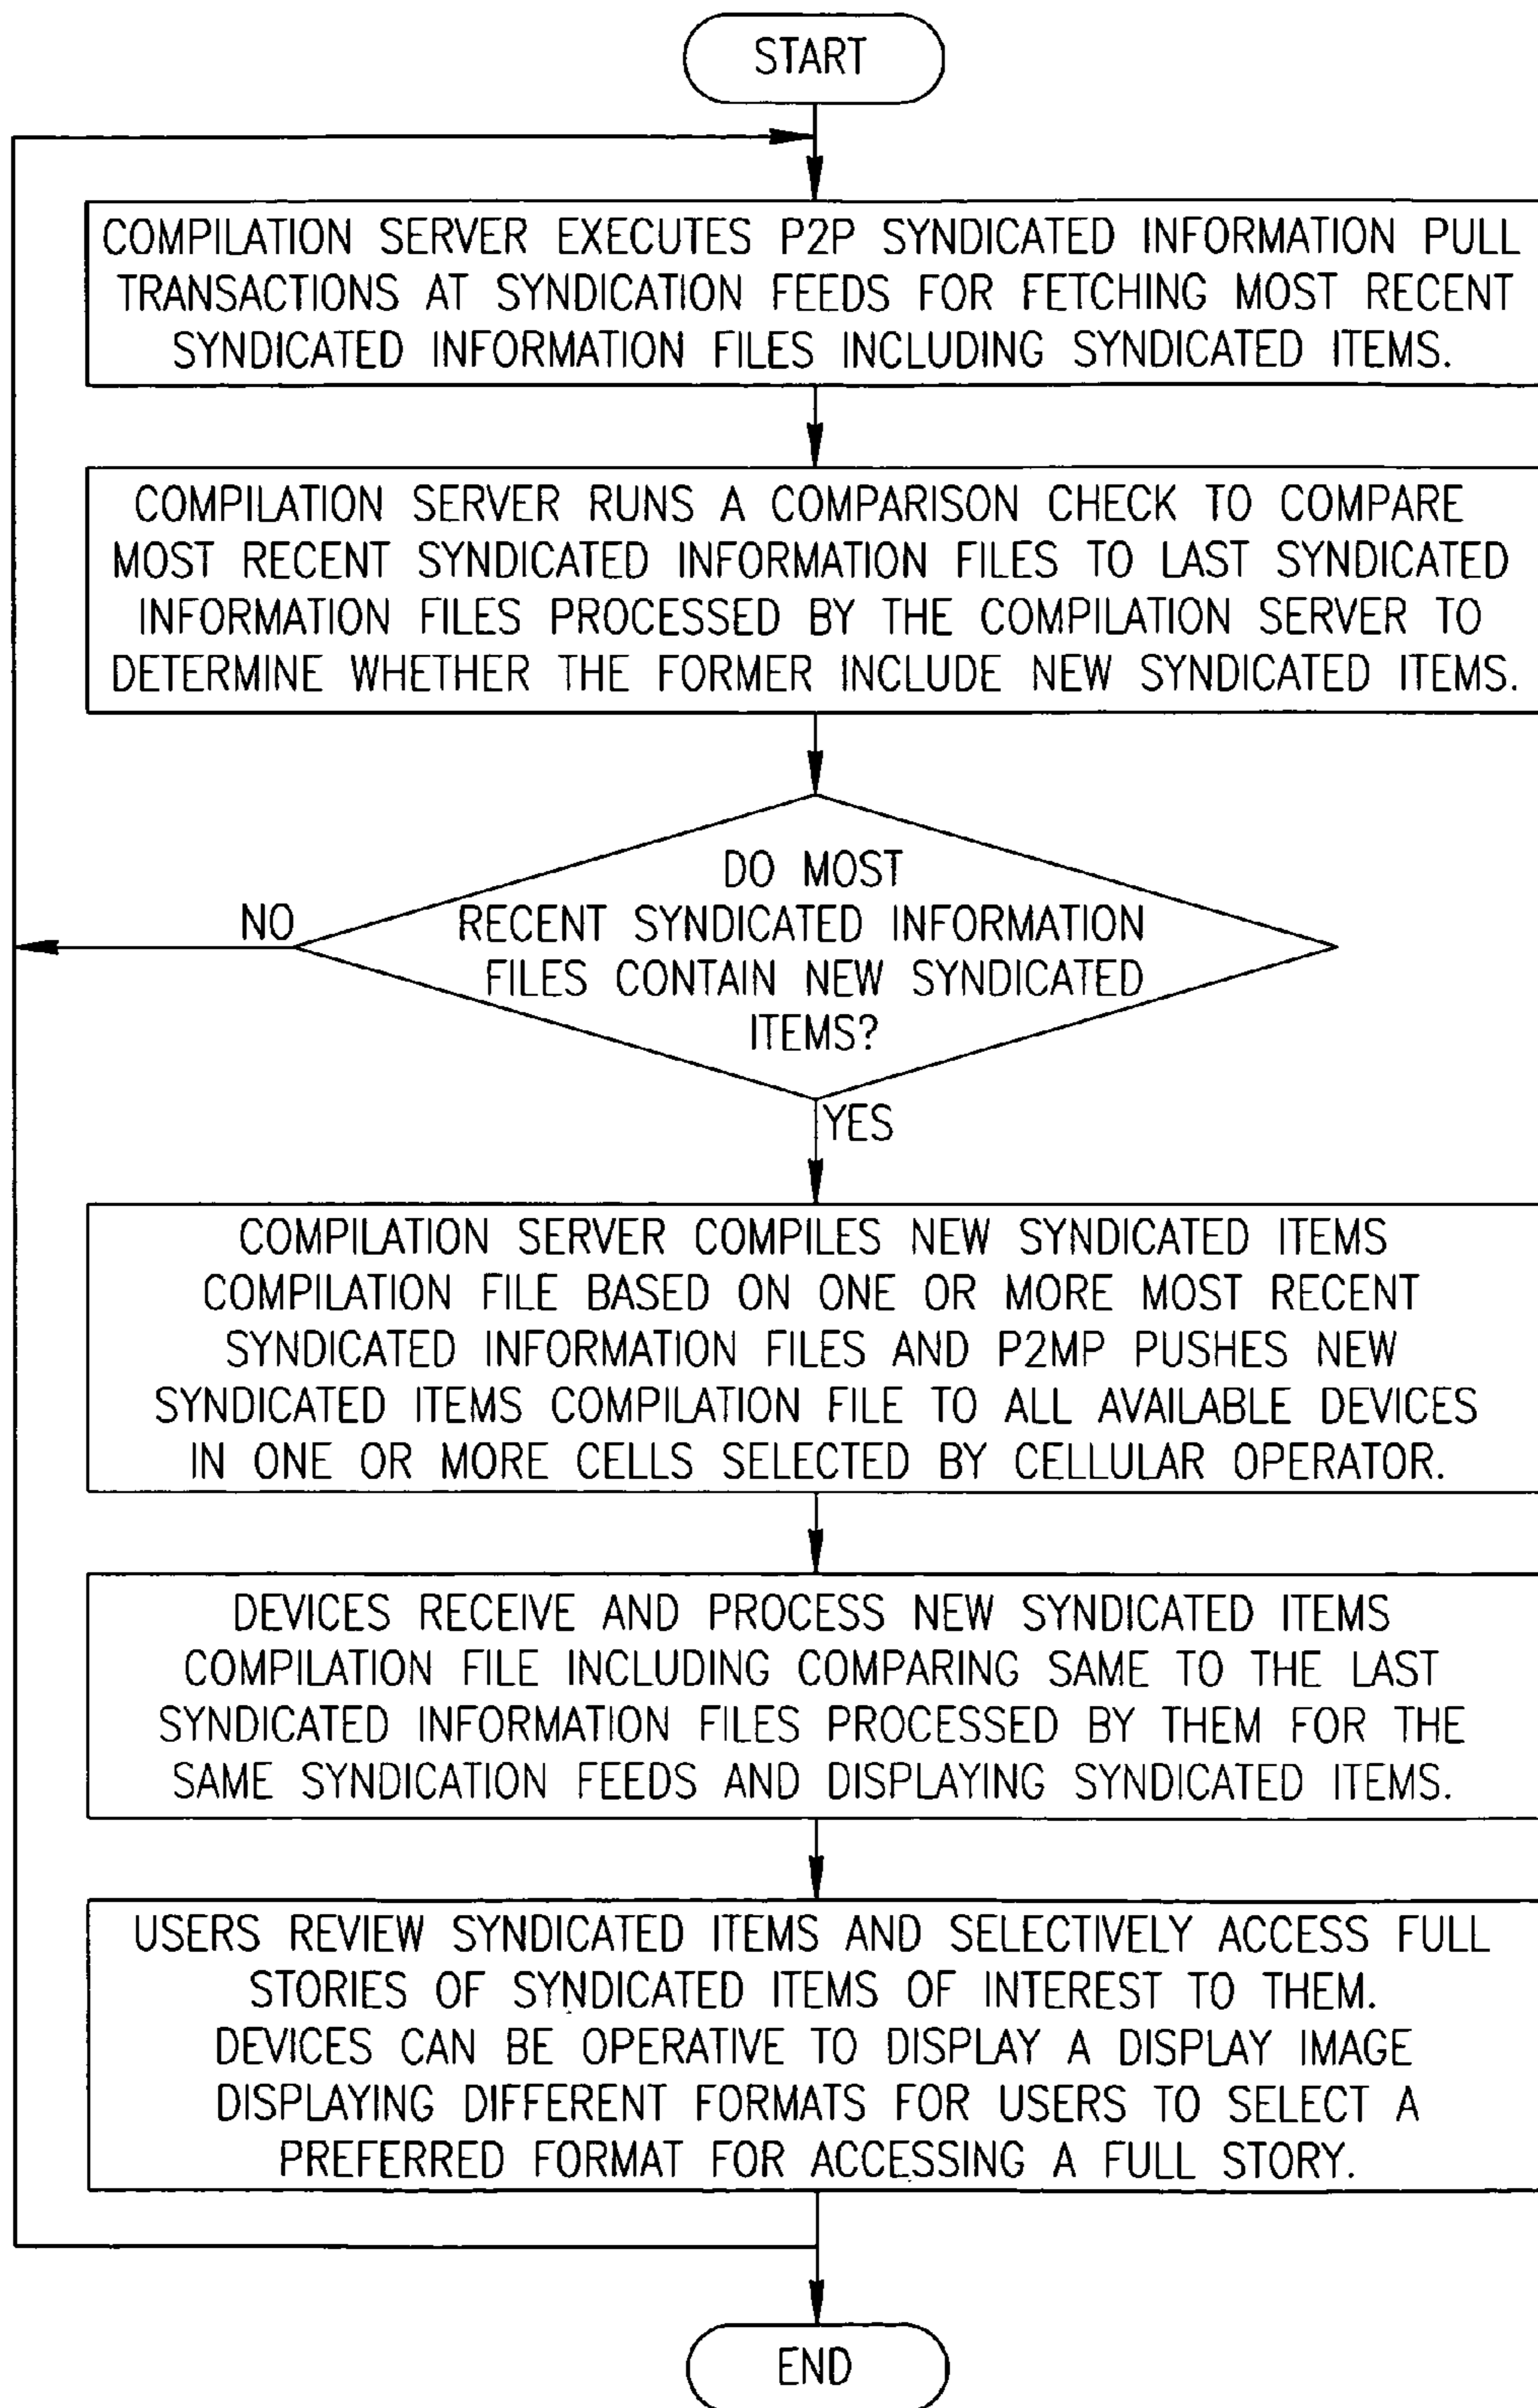 START
COMPILATION SERVER EXECUTES P2P SYNDICATED INFORMATION PULL
TRANSACTIONS AT SYNDICATION FEEDS FOR FETCHING MOST RECENT
SYNDICATED INFORMATION FILES INCLUDING SYNDICATED ITEMS.
COMPILATION SERVER RUNS A COMPARISON CHECK TO COMPARE
MOST RECENT SYNDICATED INFORMATION FILES TO LAST SYNDICATED
INFORMATION FILES PROCESSED BY THE COMPILATION SERVER TO
DETERMINE WHETHER THE FORMER INCLUDE NEW SYNDICATED ITEMS.
DO MOST
RECENT SYNDICATED INFORMATION
FILES CONTAIN NEW SYNDICATED
ITEMS?
NO
YES
COMPILATION SERVER COMPILES NEW SYNDICATED ITEMS
COMPILATION FILE BASED ON ONE OR MORE MOST RECENT
SYNDICATED INFORMATION FILES AND P2MP PUSHES NEW
SYNDICATED ITEMS COMPILATION FILE TO ALL AVAILABLE DEVICES
IN ONE OR MORE CELLS SELECTED BY CELLULAR OPERATOR.
DEVICES RECEIVE AND PROCESS NEW SYNDICATED ITEMS
COMPILATION FILE INCLUDING COMPARING SAME TO THE LAST
SYNDICATED INFORMATION FILES PROCESSED BY THEM FOR THE
SAME SYNDICATION FEEDS AND DISPLAYING SYNDICATED ITEMS.
USERS REVIEW SYNDICATED ITEMS AND SELECTIVELY ACCESS FULL
STORIES OF SYNDICATED ITEMS OF INTEREST TO THEM.
DEVICES CAN BE OPERATIVE TO DISPLAY A DISPLAY IMAGE
DISPLAYING DIFFERENT FORMATS FOR USERS TO SELECT A
PREFERRED FORMAT FOR ACCESSING A FULL STORY.
END